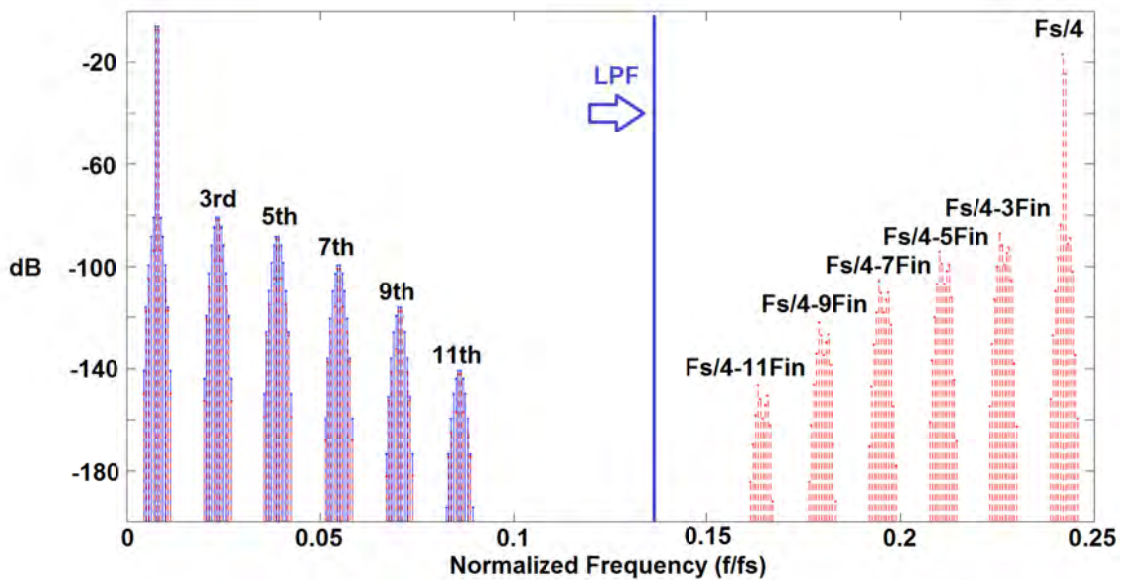 Fs/4
-20
LPF
-60
3rd
Fs/4-3Fin
5th
Fs/4-5Fin
7th
dB
-100
Fs/4-7Fin
9th
Fs/4-9Fin
11th
-140
Fs/4-11Fin
-180
0
0.05
0.1
0.15
0.2
0.25
Normalized Frequency (f/fs)